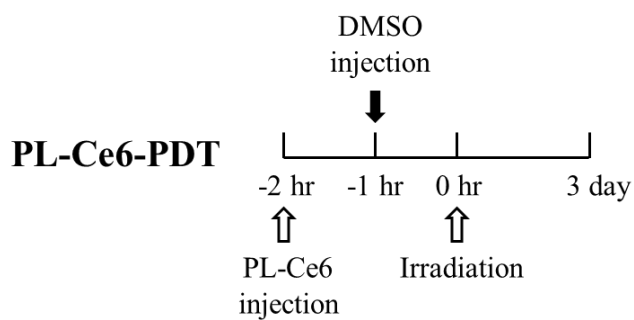 DMSO
injection
PL-Ce6-PDT
-2 hr
-1 hr
0 hr
3 day
PL-Ce6
injection
Irradiation